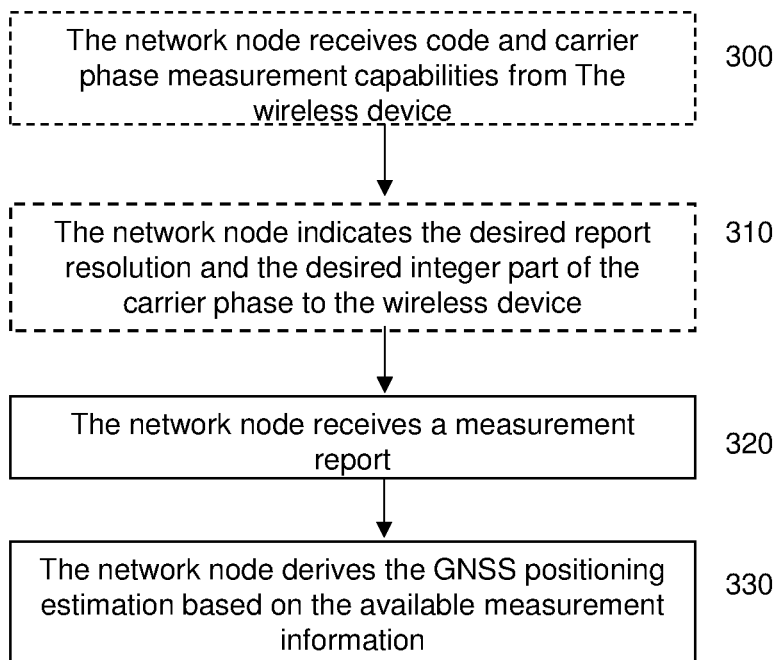 The network node receives code and carrier
phase measurement capabilities from The
wireless device
300
The network node indicates the desired report
resolution and the desired integer part of the
carrier phase to the wireless device
310
The network node receives a measurement
report
320
The network node derives the GNSS positioning
estimation based on the available measurement
information
330